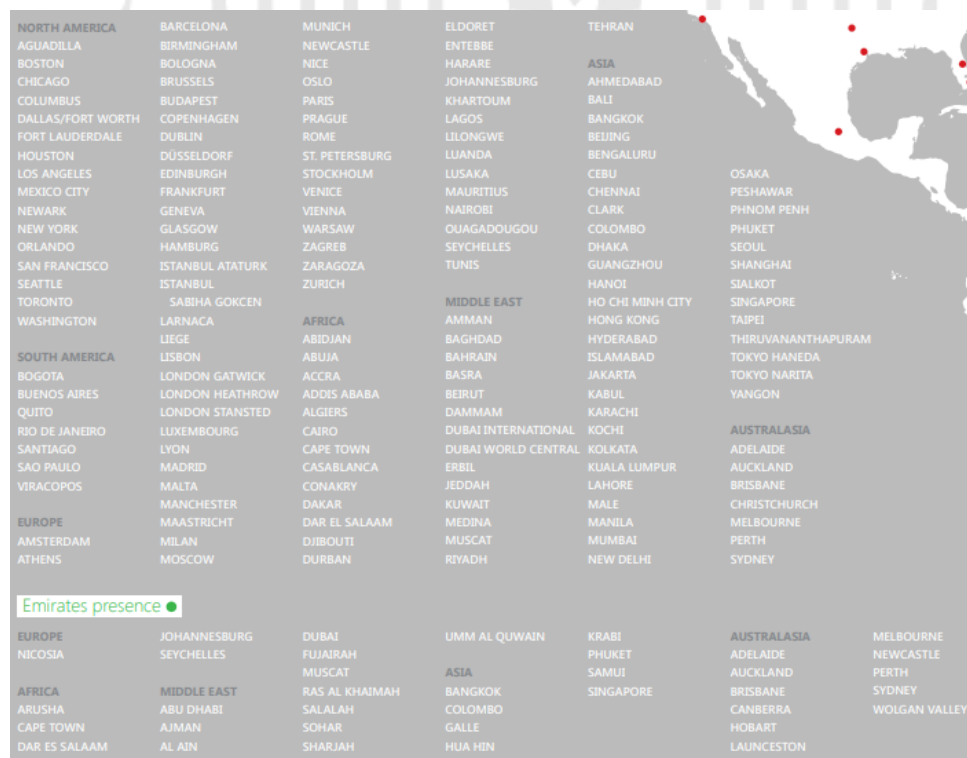 NORTH AMERICA
AGUADILLA
BOSTON
CHICAGO
COLUMBUS
DALLAS/FORT WORTH
FORT LAUDERDALE
HOUSTON
LOS ANGELES
MEXICO CITY
NEWARK
NEW YORK
ORLANDO
SAN FRANCISCO
SEATTLE
TORONTO
WASHINGTON
SOUTH AMERICA
BOGOTA
BUENOS AIRES
QUITO
RIO DE JANEIRO
SANTIAGO
SAO PAULO
VIRACOPOS
EUROPE
AMSTERDAM
ATHENS
BARCELONA
BIRMINGHAM
BOLOGNA
BRUSSELS
BUDAPEST
COPENHAGEN
DUBLIN
DÜSSELDORF
EDINBURGH
FRANKFURT
GENEVA
GLASGOW
HAMBURG
ISTANBUL ATATURK
ISTANBUL
SABIHA GOKCEN
LARNACA
LIEGE
LISBON
LONDON GATWICK
LONDON HEATHROW
LONDON STANSTED
LUXEMBOURG
LYON
MADRID
MALTA
MANCHESTER
MAASTRICHT
MILAN
MOSCOW
MUNICH
NEWCASTLE
NICE
OSLO
PARIS
PRAGUE
ROME
ST. PETERSBURG
STOCKHOLM
VENICE
VIENNA
WARSAW
ZAGREB
ZARAGOZA
ZURICH
AFRICA
ABIDJAN
ABUJA
ACCRA
ADDIS ABABA
ALGIERS
CAIRO
CAPE TOWN
CASABLANCA
CONAKRY
DAKAR
DAR EL SALAAM
DJIBOUTI
DURBAN
ELDORET
ENTEBBE
HARARE
JOHANNESBURG
KHARTOUM
LAGOS
LILONGWE
LUANDA
LUSAKA
MAURITIUS
NAIROBI
OUAGADOUGOU
SEYCHELLES
TUNIS
MIDDLE EAST
AMMAN
BAGHDAD
BAHRAIN
BASRA
BEIRUT
DAMMAM
DUBAI INTERNATIONAL
DUBAI WORLD CENTRAL
ERBIL
JEDDAH
KUWAIT
MEDINA
MUSCAT
RIYADH
TEHRAN
ASIA
AHMEDABAD
BALI
BANGKOK
BEIJING
BENGALURU
CEBU
CHENNAI
CLARK
COLOMBO
DHAKA
GUANGZHOU
HANOI
HO CHI MINH CITY
HONG KONG
HYDERABAD
ISLAMABAD
JAKARTA
KABUL
KARACHI
KOCHI
KOLKATA
KUALA LUMPUR
LAHORE
MALE
MANILA
MUMBAI
NEW DELHI
OSAKA
PESHAWAR
PHNOM PENH
PHUKET
SEOUL
SHANGHAI
SIALKOT
SINGAPORE
TAIPEI
THIRUVANANTHAPURAM
TOKYO HANEDA
TOKYO NARITA
YANGON
AUSTRALASIA
ADELAIDE
AUCKLAND
BRISBANE
CHRISTCHURCH
MELBOURNE
PERTH
SYDNEY
Emirates presence
EUROPE
NICOSIA
AFRICA
ARUSHA
CAPE TOWN
DAR ES SALAAM
JOHANNESBURG
SEYCHELLES
MIDDLE EAST
ABU DHABI
AJMAN
AL AIN
DUBAI
FUJAIRAH
MUSCAT
RAS AL KHAIMAH
SALALAH
SOHAR
SHARJAH
UMM AL QUWAIN
ASIA
BANGKOK
COLOMBO
GALLE
HUA HIN
KRABI
PHUKET
SAMUI
SINGAPORE
AUSTRALASIA
ADELAIDE
AUCKLAND
BRISBANE
CANBERRA
HOBART
LAUNCESTON
MELBOURNE
NEWCASTLE
PERTH
SYDNEY
WOLGAN VALLEY